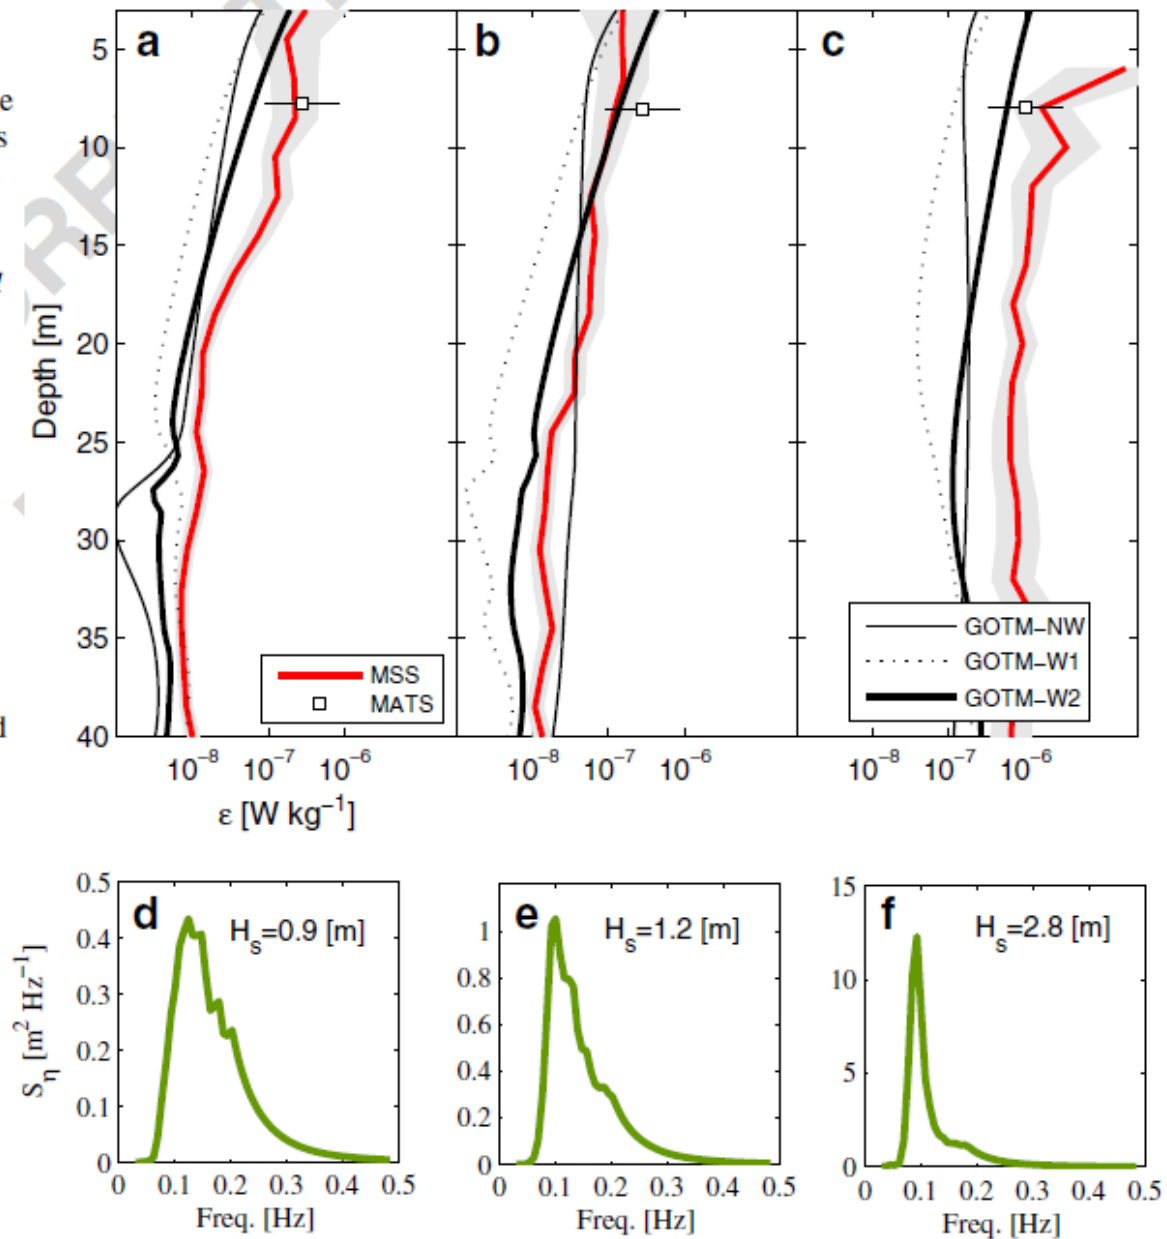 e
s
d
a
b
c
5
10
15
20
25
30
35
40
Depth [m]
MSS
MATS
GOTM−NW
GOTM−W1
GOTM−W2
10⁻⁸ 10⁻⁷ 10⁻⁶
10⁻⁸ 10⁻⁷ 10⁻⁶
10⁻⁸ 10⁻⁷ 10⁻⁶
ε [W kg⁻¹]
d
Hₛ=0.9 [m]
0.5
0.4
0.3
0.2
0.1
0
S_η [m² Hz⁻¹]
0 0.1 0.2 0.3 0.4 0.5
Freq. [Hz]
e
Hₛ=1.2 [m]
1
0.8
0.6
0.4
0.2
0
0 0.1 0.2 0.3 0.4 0.5
Freq. [Hz]
f
Hₛ=2.8 [m]
15
10
5
0
0 0.1 0.2 0.3 0.4 0.5
Freq. [Hz]